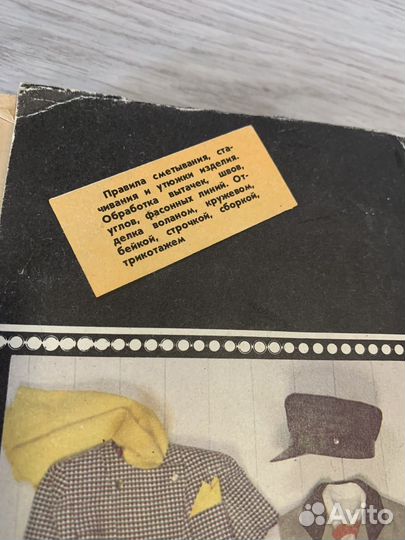 Правила сметывания, ста-
чивания и утюжки изделия.
Обработка вытачек, швов,
углов, фасонных линий. От-
делка воланом, кружевом,
бейкой, строчкой, сборкой,
трикотажем
Avito